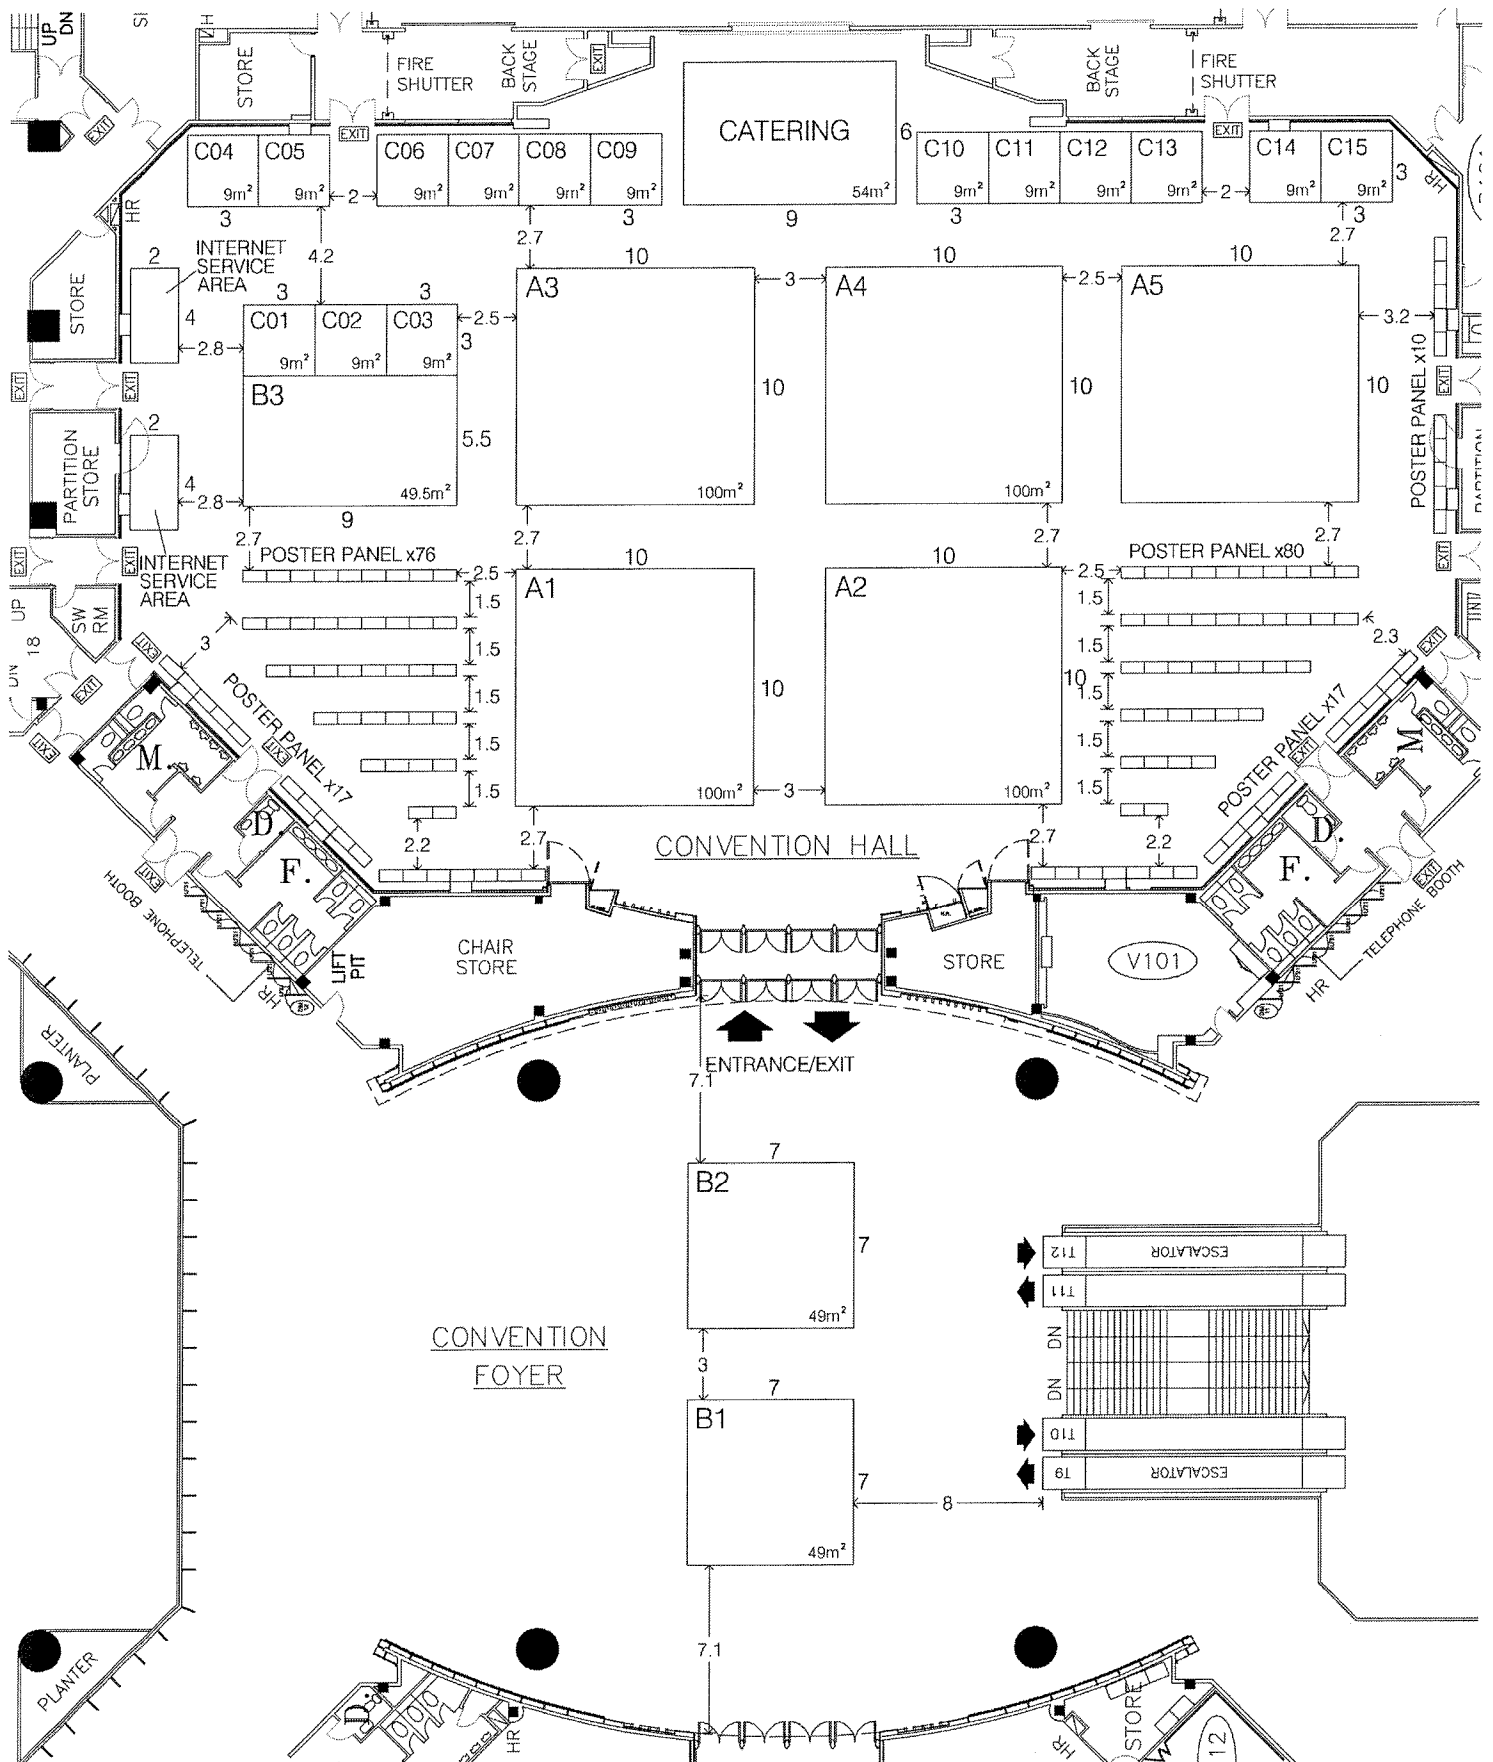 UP
DN
STORE
FIRE
SHUTTER
BACK
STAGE
EXIT
CATERING
54m²
6
9
BACK
STAGE
FIRE
SHUTTER
EXIT
EXIT
EXIT
C04
9m²
C05
9m²
C06
9m²
C07
9m²
C08
9m²
C09
9m²
C10
9m²
C11
9m²
C12
9m²
C13
9m²
C14
9m²
C15
9m²
3
HR
HR
3
2
3
3
2
3
4.2
2.7
2.7
INTERNET
SERVICE
AREA
2
4
2.8
STORE
EXIT
EXIT
3
3
C01
9m²
C02
9m²
C03
9m²
3
2.5
B3
49.5m²
5.5
9
10
A3
100m²
10
3
10
A4
100m²
10
2.5
10
A5
10
3.2
POSTER PANEL x10
EXIT
PARTITION
STORE
2
4
2.8
INTERNET
SERVICE
AREA
EXIT
EXIT
EXIT
2.7
2.7
2.7
2.7
POSTER PANEL x76
2.5
1.5
1.5
1.5
1.5
1.5
10
A1
100m²
10
3
10
A2
100m²
10
2.5
POSTER PANEL x80
1.5
1.5
1.5
1.5
1.5
UP
18
DN
SW
RM
EXIT
EXIT
EXIT
3
POSTER PANEL x17
EXIT
M.
D.
F.
2.3
EXIT
POSTER PANEL x17
EXIT
M
D.
F.
2.2
2.7
CONVENTION HALL
2.7
2.2
EXIT
TELEPHONE BOOTH
HR
LIFT
PIT
CHAIR
STORE
STORE
V101
EXIT
TELEPHONE BOOTH
HR
ENTRANCE/EXIT
7.1
PLANTER
7
B2
49m²
7
3
CONVENTION
FOYER
7
B1
49m²
7
8
7.1
T12
ESCALATOR
T11
DN
DN
T10
T9
ESCALATOR
PLANTER
D.
HR
HR
STORE
12